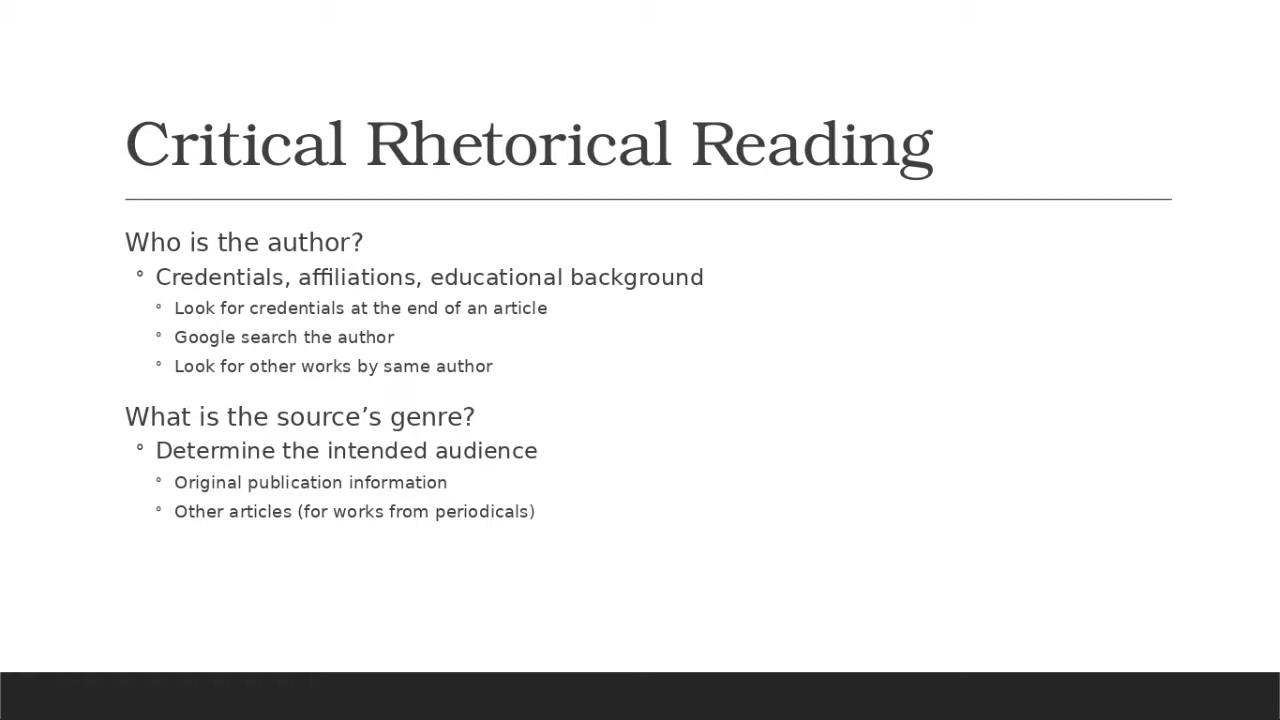 Critical Rhetorical Reading
Who is the author?
° Credentials, affiliations, educational background
° Look for credentials at the end of an article
° Google search the author
° Look for other works by same author
What is the source’s genre?
° Determine the intended audience
° Original publication information
° Other articles (for works from periodicals)